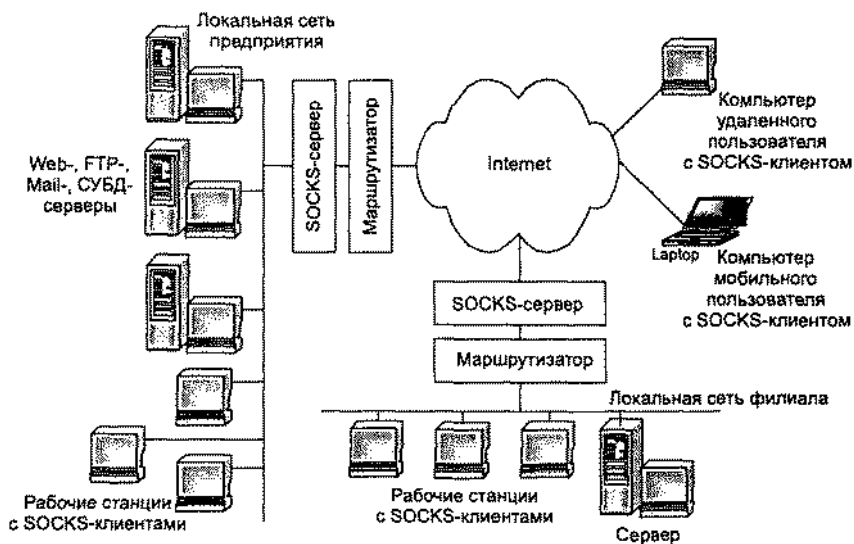 Локальная сеть
предприятия
Web-, FTP-,
Mail-, СУБД-
серверы
SOCKS-сервер
Маршрутизатор
Internet
Компьютер
удаленного
пользователя
с SOCKS-клиентом
Laptop
Компьютер
мобильного
пользователя
с SOCKS-клиентом
SOCKS-сервер
Маршрутизатор
Локальная сеть филиала
Рабочие станции
с SOCKS-клиентами
Рабочие станции
с SOCKS-клиентами
Сервер